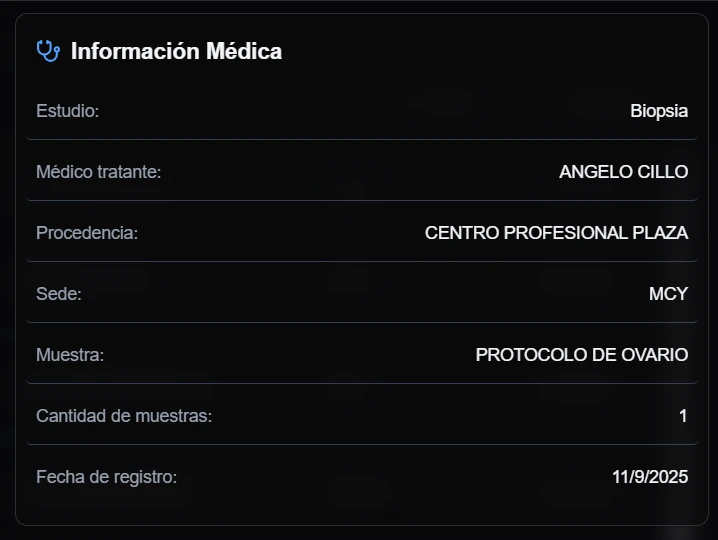 Información Médica
Estudio: Biopsia
Médico tratante: ANGELO CILLO
Procedencia: CENTRO PROFESIONAL PLAZA
Sede: MCY
Muestra: PROTOCOLO DE OVARIO
Cantidad de muestras: 1
Fecha de registro: 11/9/2025